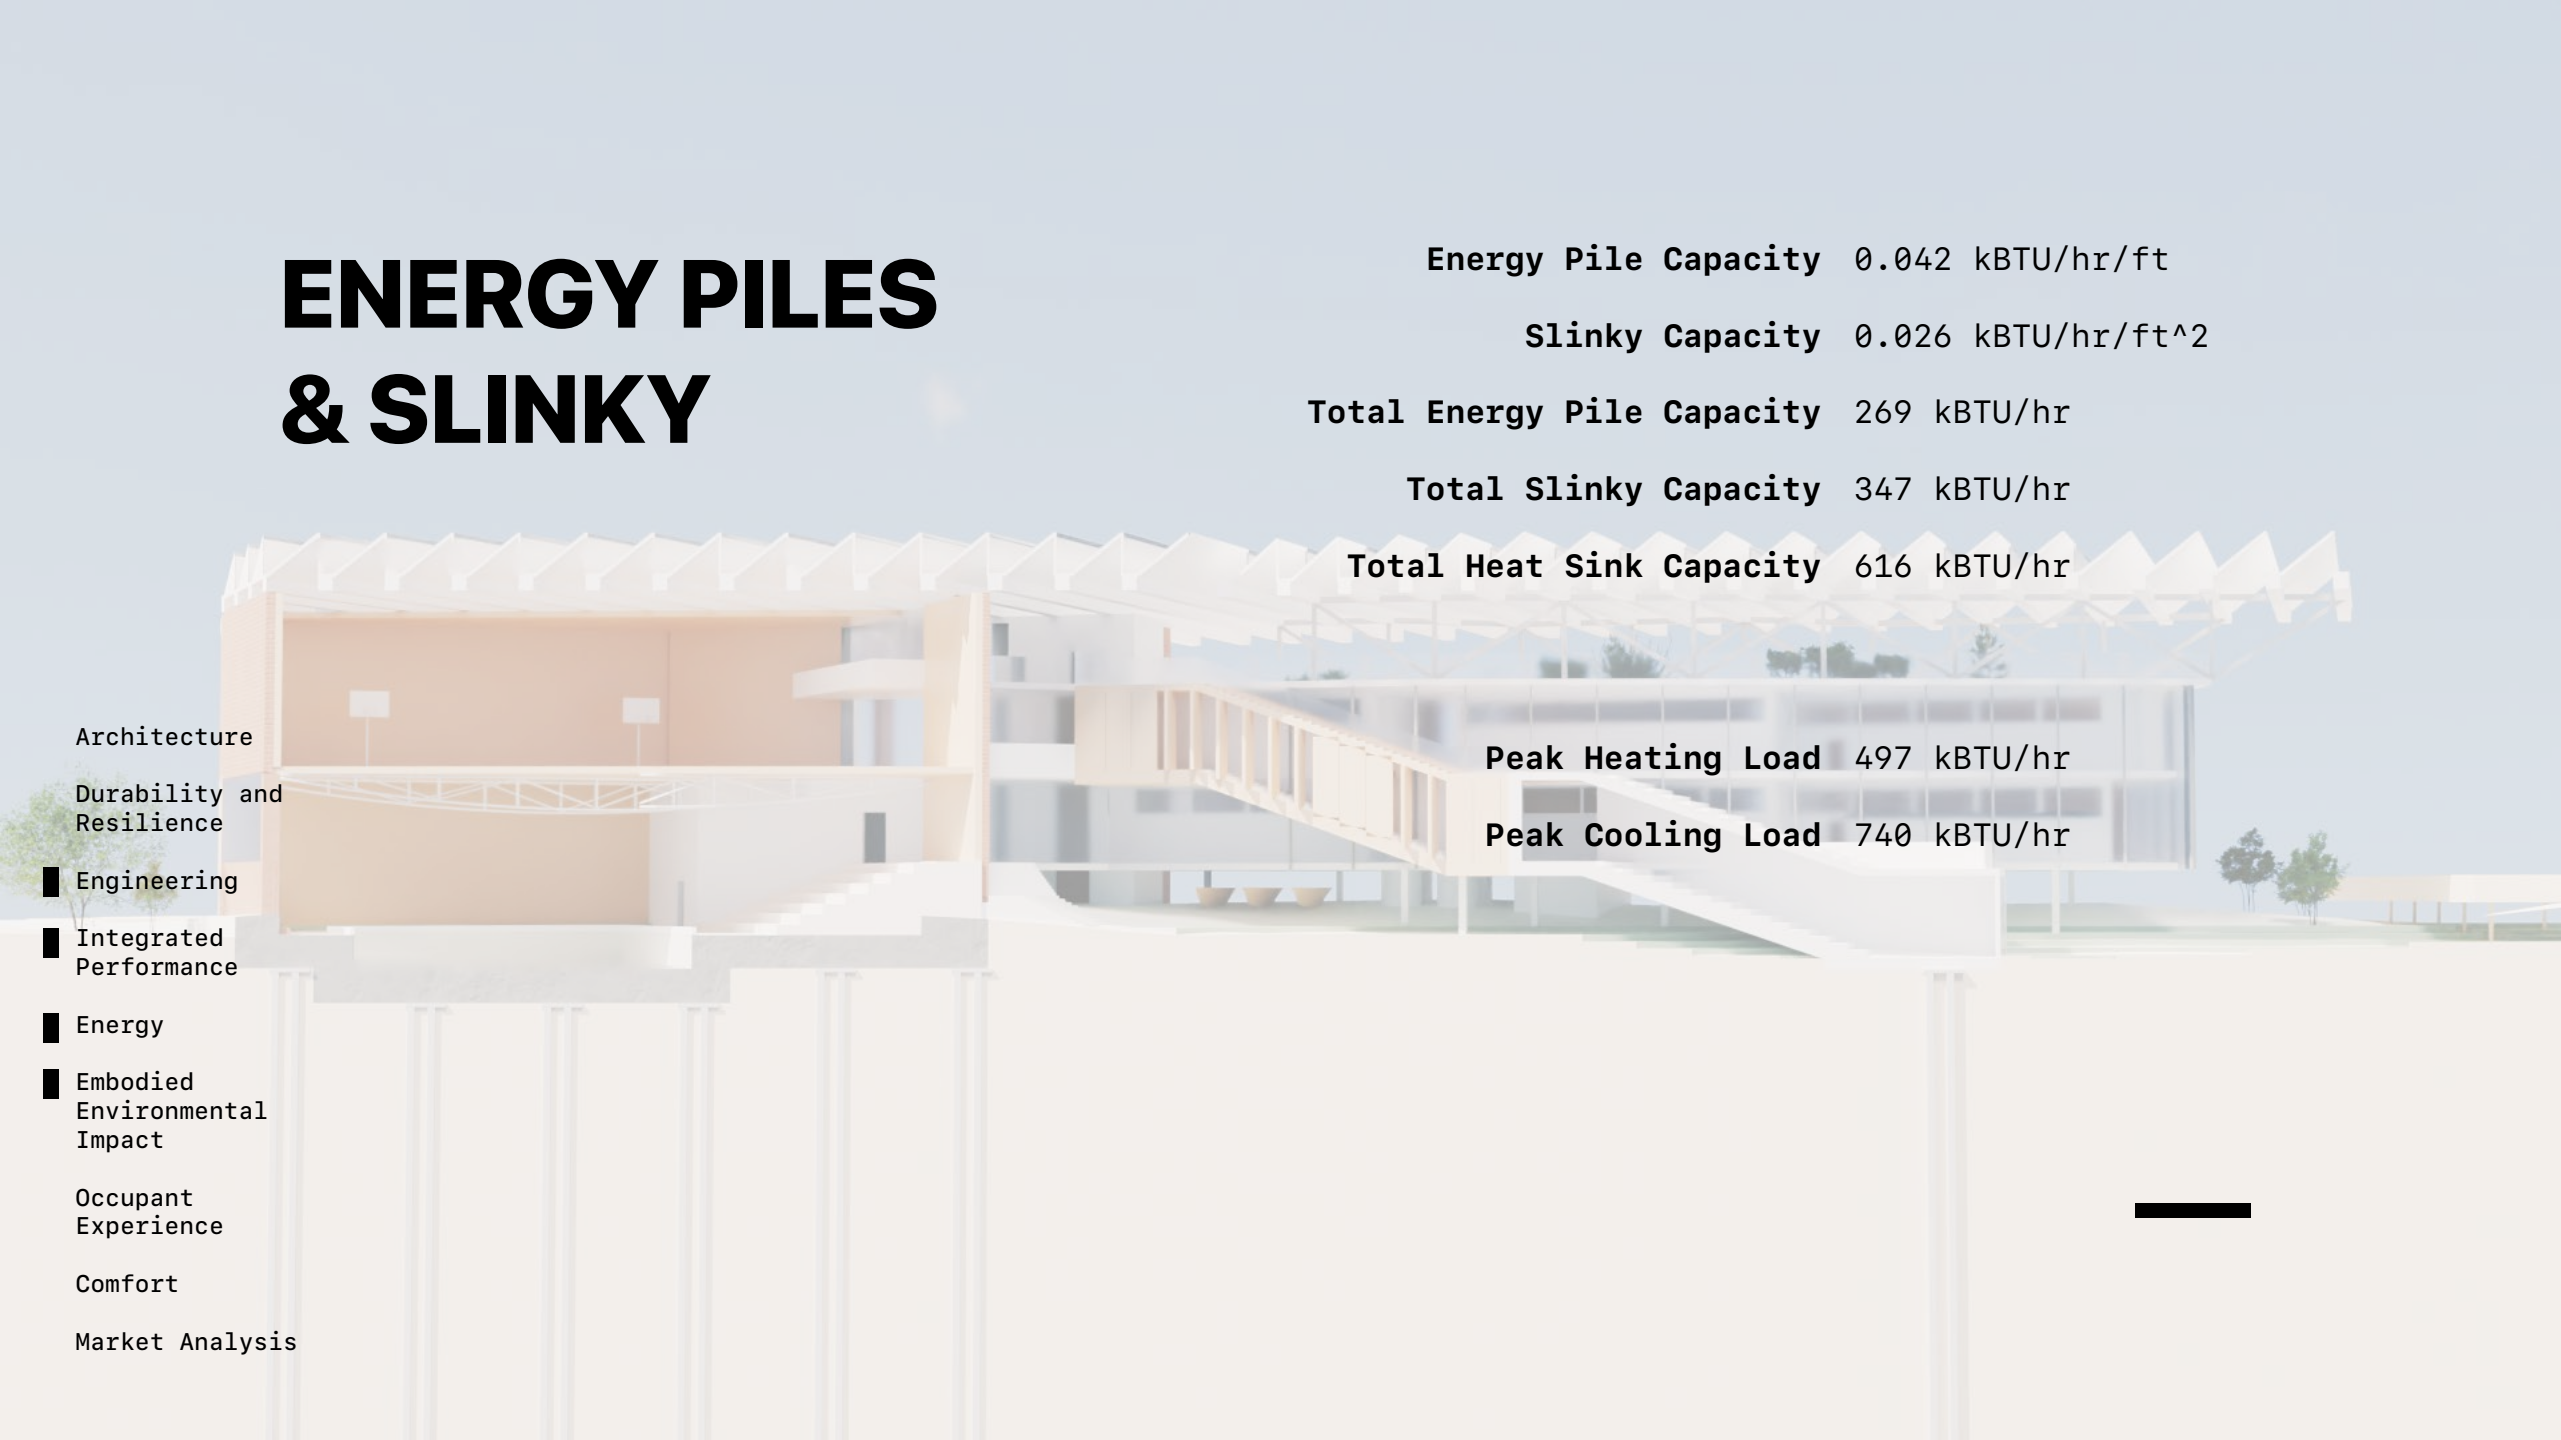 ENERGY PILES
& SLINKY
Energy Pile Capacity 0.042 kBTU/hr/ft
Slinky Capacity 0.026 kBTU/hr/ft^2
Total Energy Pile Capacity 269 kBTU/hr
Total Slinky Capacity 347 kBTU/hr
Total Heat Sink Capacity 616 kBTU/hr
Peak Heating Load 497 kBTU/hr
Peak Cooling Load 740 kBTU/hr
Architecture
Durability and
Resilience
Engineering
Integrated
Performance
Energy
Embodied
Environmental
Impact
Occupant
Experience
Comfort
Market Analysis